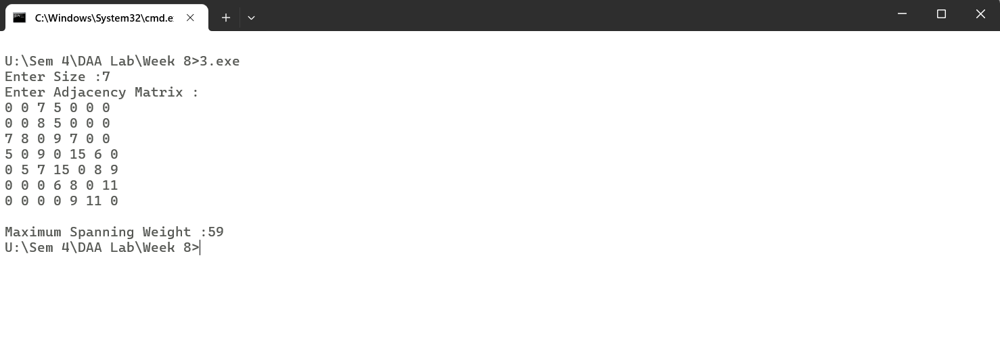 C:\Windows\System32\cmd.e
U:\Sem 4\DAA Lab\Week 8>3.exe
Enter Size :7
Enter Adjacency Matrix :
0 0 7 5 0 0 0
0 0 8 5 0 0 0
7 8 0 9 7 0 0
5 0 9 0 15 6 0
0 5 7 15 0 8 9
0 0 0 6 8 0 11
0 0 0 0 9 11 0
Maximum Spanning Weight :59
U:\Sem 4\DAA Lab\Week 8>